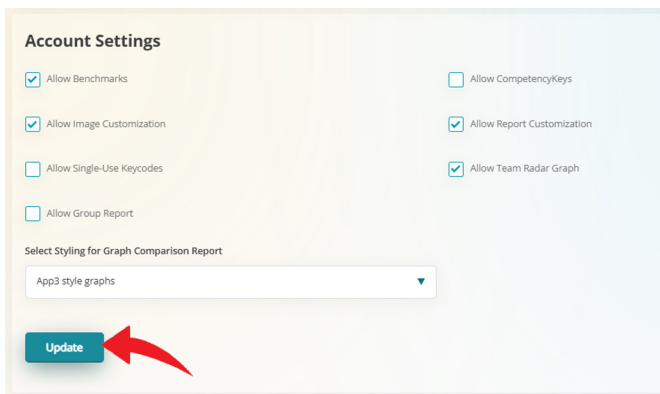 Account Settings
Allow Benchmarks
Allow CompetencyKeys
Allow Image Customization
Allow Report Customization
Allow Single-Use Keycodes
Allow Team Radar Graph
Allow Group Report
Select Styling for Graph Comparison Report
App3 style graphs
Update